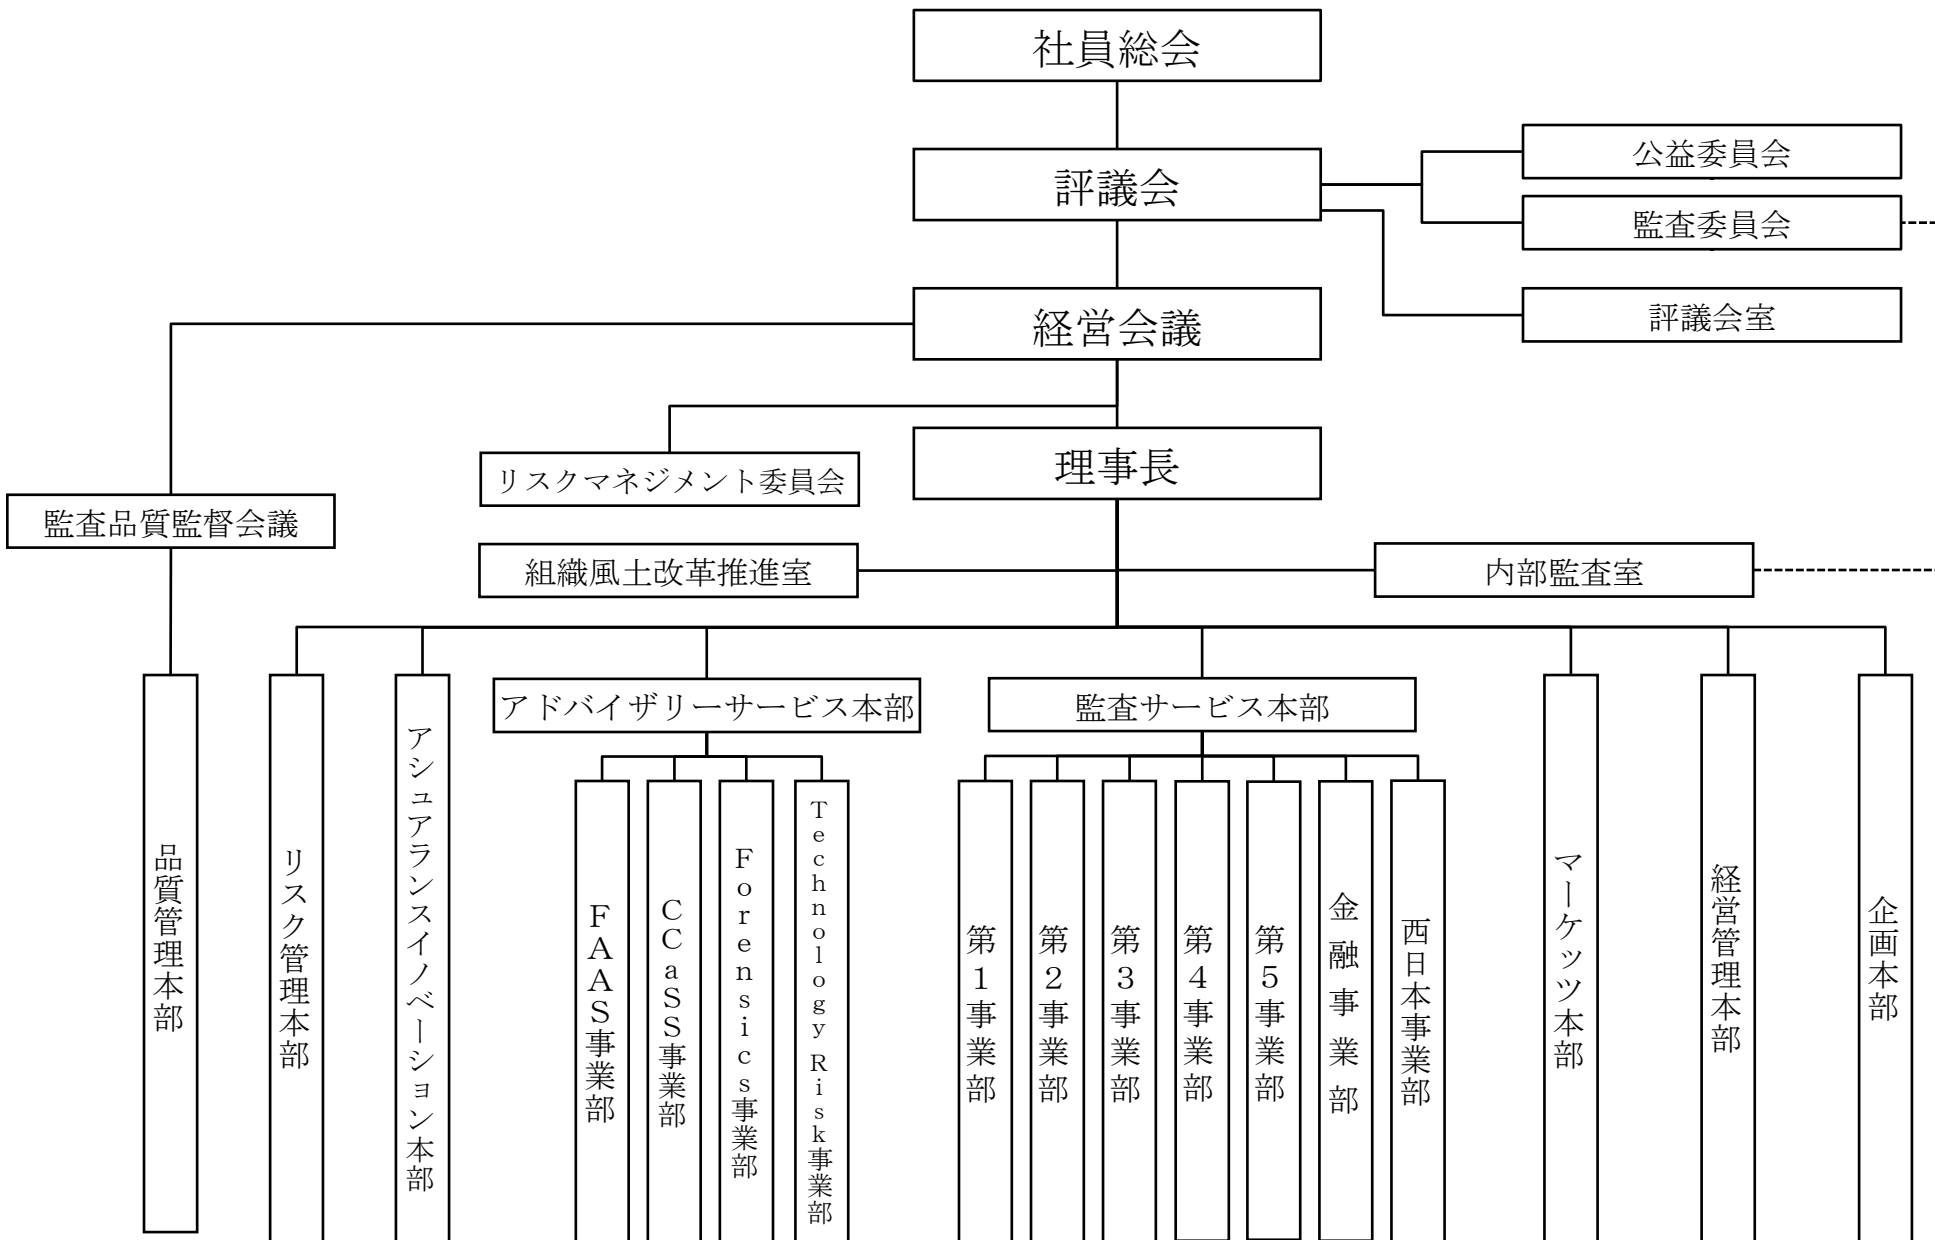 社員総会
公益委員会
評議会
監査委員会
経営会議
評議会室
理事長
リスクマネジメント委員会
監査品質監督会議
組織風土改革推進室
内部監査室
アドバイザリーサービス本部
監査サービス本部
品質管理本部
リスク管理本部
アシュアランスイノベーション本部
FAAS事業部
CCaSS事業部
Forensics事業部
Technology Risk事業部
第1事業部
第2事業部
第3事業部
第4事業部
第5事業部
金融事業部
西日本事業部
マーケッツ本部
経営管理本部
企画本部